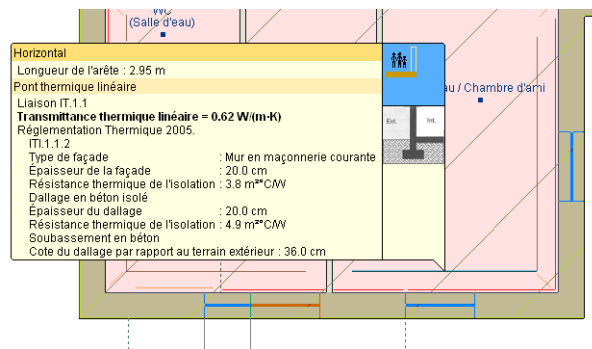 WC
(Salle d'eau)
Horizontal
Longueur de l'arête : 2.95 m
Pont thermique linéaire
Liaison IT.1.1
Transmittance thermique linéaire = 0.62 W/(m·K)
Réglementation Thermique 2005.
ITI.1.1.2
Type de façade : Mur en maçonnerie courante
Épaisseur de la façade : 20.0 cm
Résistance thermique de l'isolation : 3.8 m²°C/W
Dallage en béton isolé
Épaisseur du dallage : 20.0 cm
Résistance thermique de l'isolation : 4.9 m²°C/W
Soubassement en béton
Cote du dallage par rapport au terrain extérieur : 36.0 cm
Ext. Int.
au / Chambre d'ami